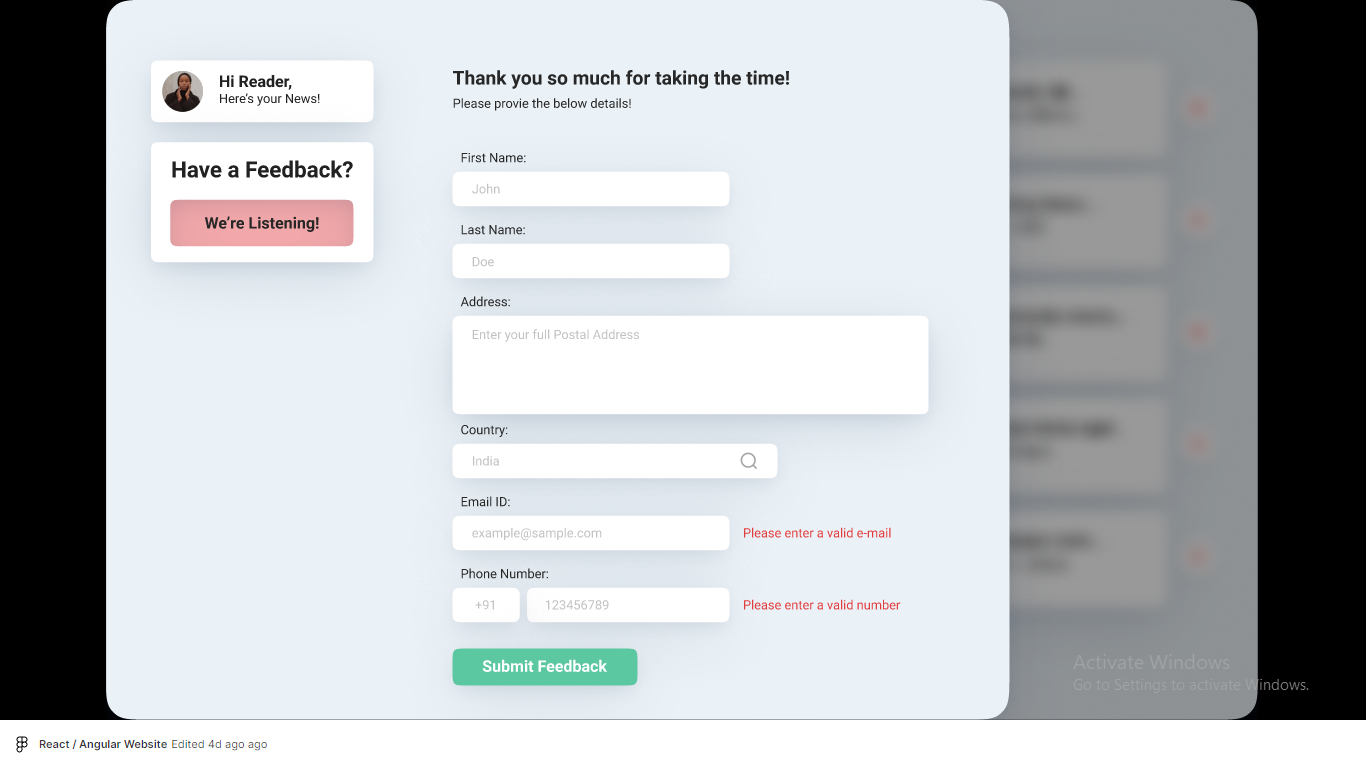 Hi Reader,
Here's your News!
Have a Feedback?
We're Listening!
Thank you so much for taking the time!
Please provie the below details!
First Name:
John
Last Name:
Doe
Address:
Enter your full Postal Address
Country:
India
Email ID:
example@sample.com
Please enter a valid e-mail
Phone Number:
+91 123456789
Please enter a valid number
Submit Feedback
Activate Windows
Go to Settings to activate Windows.
React / Angular Website Edited 4d ago ago